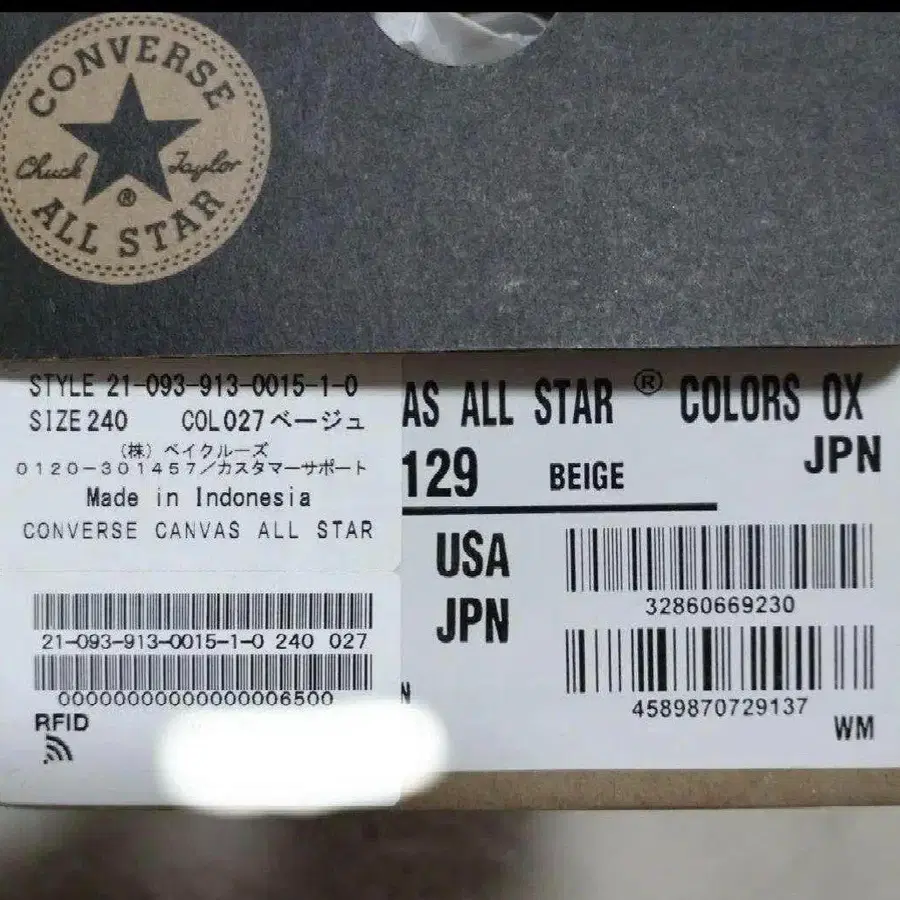 CONVERSE
Chuck Taylor
®
ALL STAR
STYLE 21-093-913-0015-1-0
SIZE 240 COL027 ベージュ
(株) ベイクルーズ
0120-301457/カスタマーサポート
Made in Indonesia
CONVERSE CANVAS ALL STAR
21-093-913-0015-1-0 240 027
00000000000000006500
RFID
AS ALL STAR ® COLORS OX
129 BEIGE JPN
USA
JPN
32860669230
4589870729137
N
WM